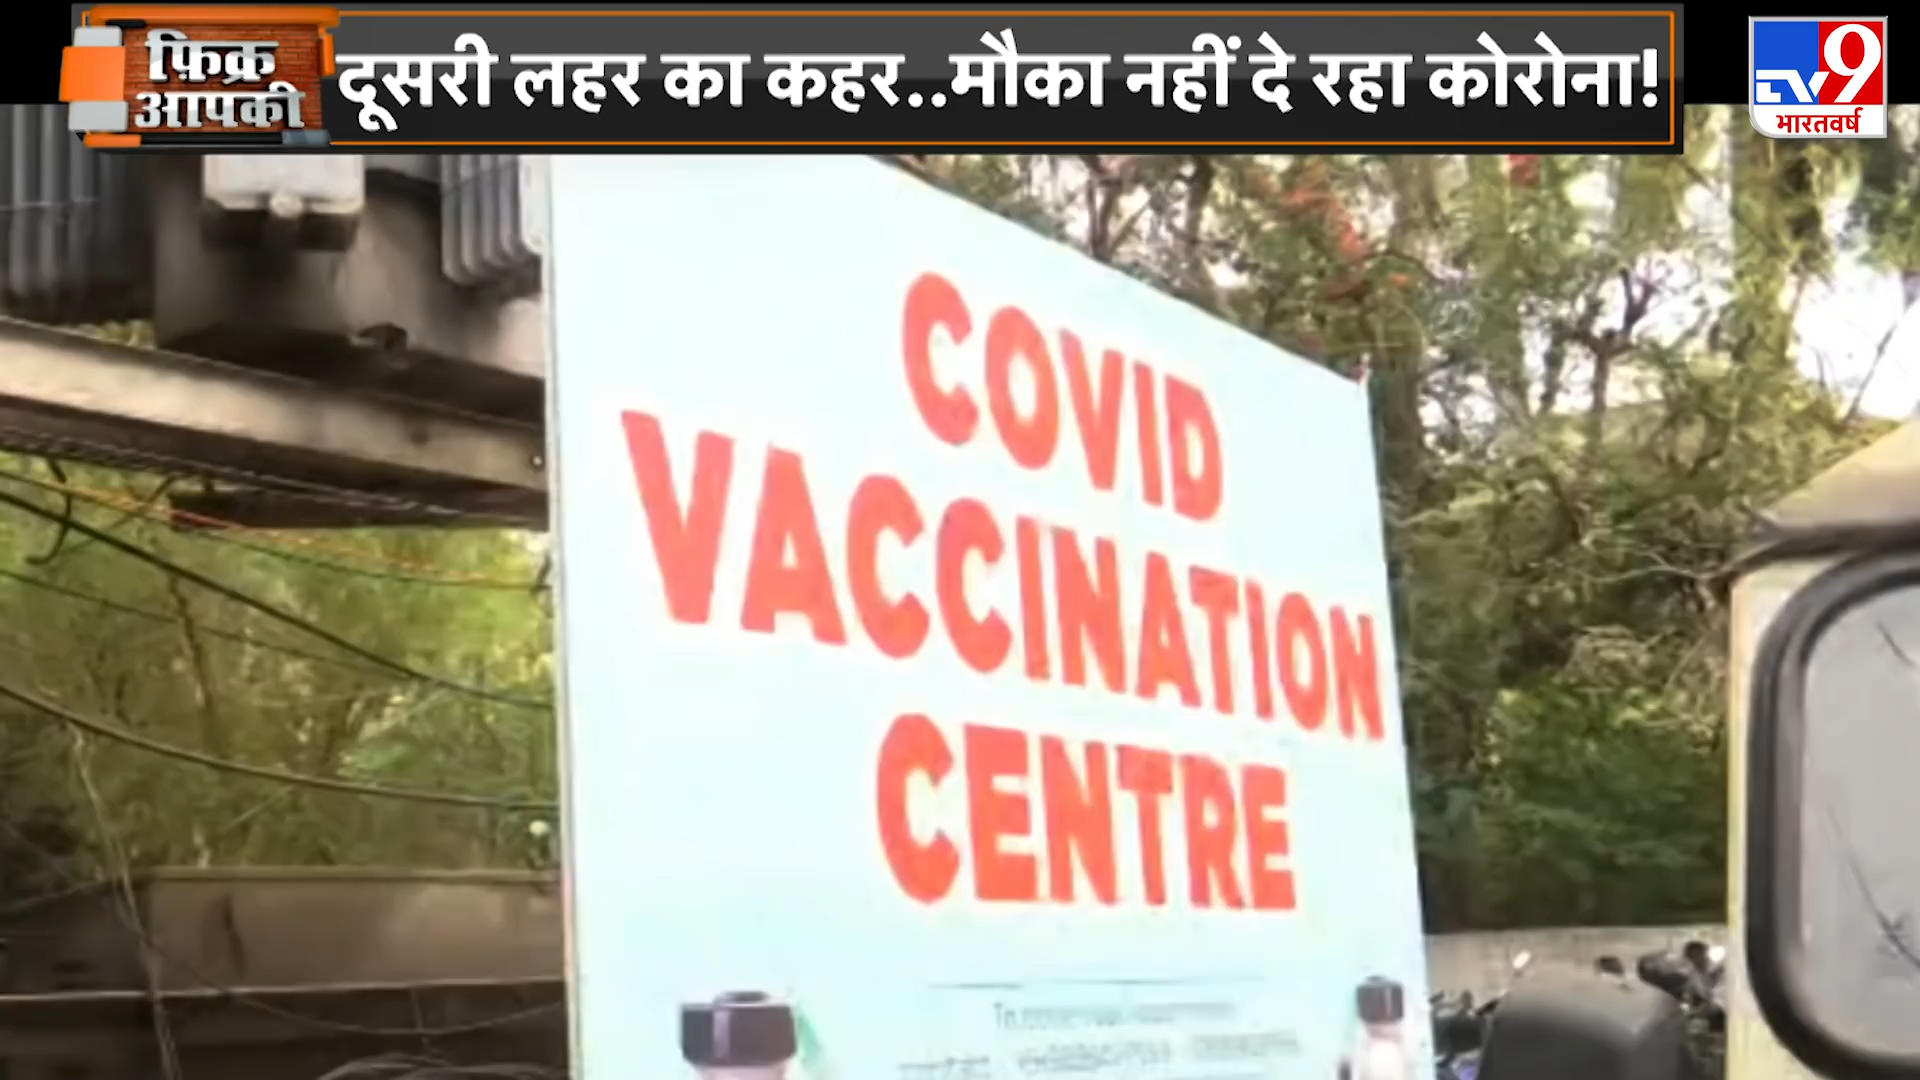 फ़िक्र
आपकी
दूसरी लहर का कहर..मौका नहीं दे रहा कोरोना!
TV9
भारतवर्ष
COVID
VACCINATION
CENTRE